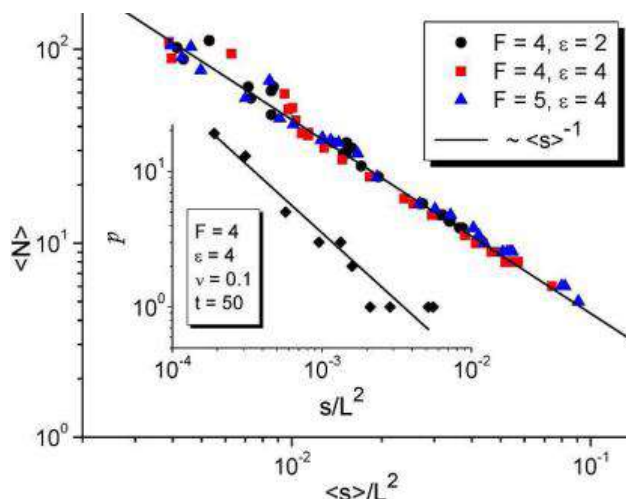 10²
F = 4, ε = 2
F = 4, ε = 4
F = 5, ε = 4
~ <s>⁻¹
<N>
10¹
10⁰
10¹
p
10⁰
F = 4
ε = 4
ν = 0.1
t = 50
10⁻⁴
10⁻³
10⁻²
s/L²
10⁻²
10⁻¹
<s>/L²